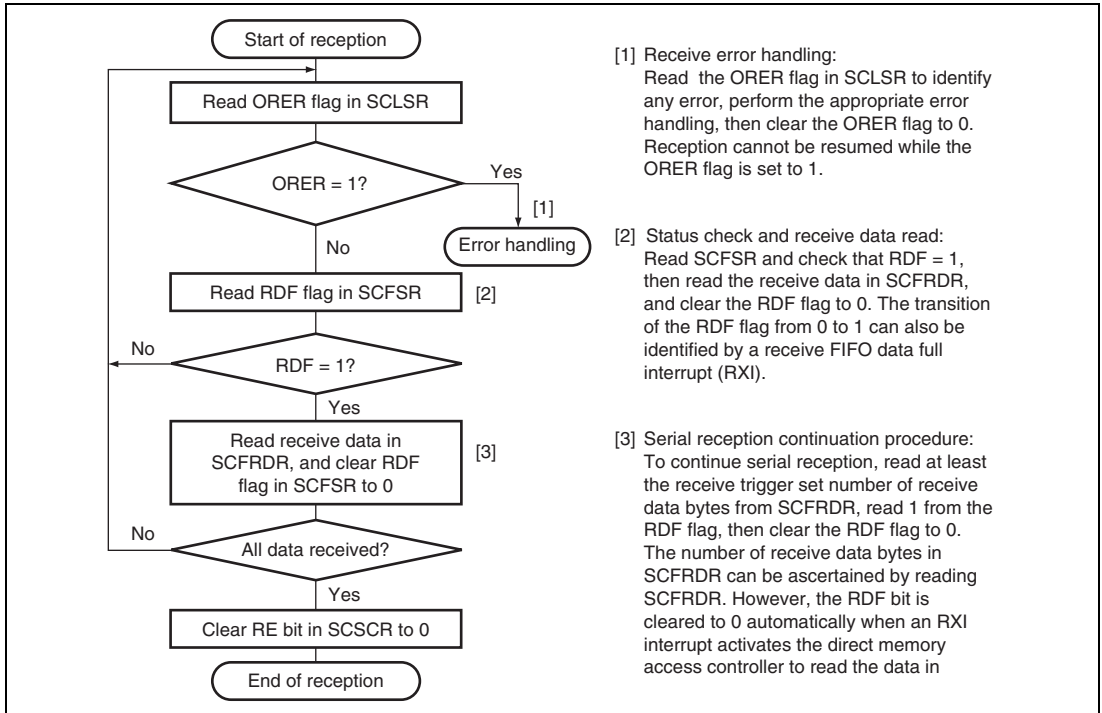 Start of reception
Read ORER flag in SCLSR
ORER = 1?
Yes
[1]
Error handling
No
Read RDF flag in SCFSR
[2]
No
RDF = 1?
Yes
Read receive data in
SCFRDR, and clear RDF
flag in SCFSR to 0
[3]
No
All data received?
Yes
Clear RE bit in SCSCR to 0
End of reception
[1] Receive error handling:
Read the ORER flag in SCLSR to identify
any error, perform the appropriate error
handling, then clear the ORER flag to 0.
Reception cannot be resumed while the
ORER flag is set to 1.
[2] Status check and receive data read:
Read SCFSR and check that RDF = 1,
then read the receive data in SCFRDR,
and clear the RDF flag to 0. The transition
of the RDF flag from 0 to 1 can also be
identified by a receive FIFO data full
interrupt (RXI).
[3] Serial reception continuation procedure:
To continue serial reception, read at least
the receive trigger set number of receive
data bytes from SCFRDR, read 1 from the
RDF flag, then clear the RDF flag to 0.
The number of receive data bytes in
SCFRDR can be ascertained by reading
SCFRDR. However, the RDF bit is
cleared to 0 automatically when an RXI
interrupt activates the direct memory
access controller to read the data in